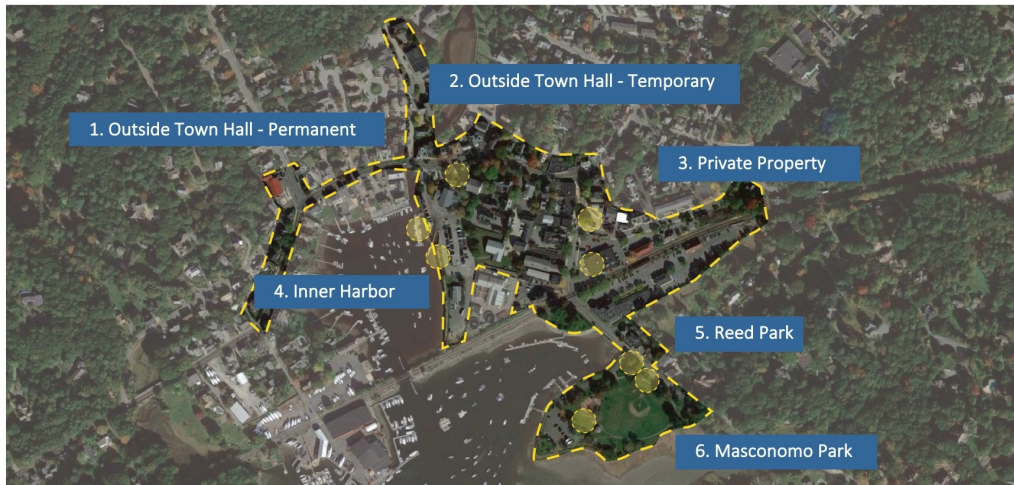 2. Outside Town Hall - Temporary
1. Outside Town Hall - Permanent
3. Private Property
4. Inner Harbor
5. Reed Park
6. Masconomo Park